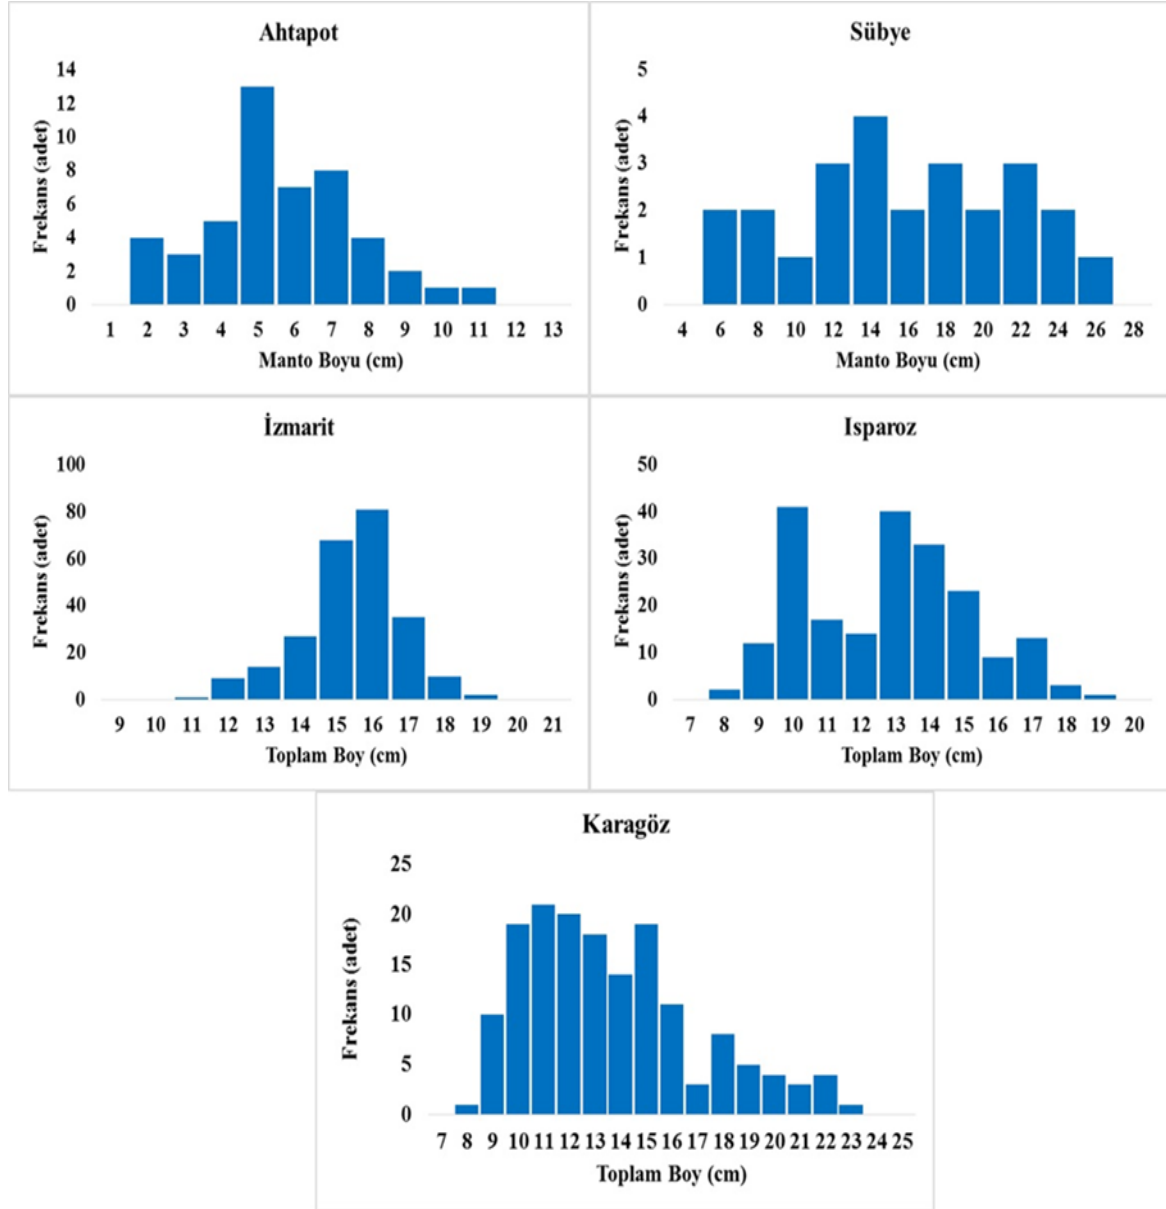 Ahtapot
14
12
10
8
6
4
2
0
Frekans (adet)
1 2 3 4 5 6 7 8 9 10 11 12 13
Manto Boyu (cm)
Sübye
5
4
3
2
1
0
Frekans (adet)
4 6 8 10 12 14 16 18 20 22 24 26 28
Manto Boyu (cm)
İzmarit
100
80
60
40
20
0
Frekans (adet)
9 10 11 12 13 14 15 16 17 18 19 20 21
Toplam Boy (cm)
Isparoz
50
40
30
20
10
0
Frekans (adet)
7 8 9 10 11 12 13 14 15 16 17 18 19 20
Toplam Boy (cm)
Karagöz
25
20
15
10
5
0
Frekans (adet)
7 8 9 10 11 12 13 14 15 16 17 18 19 20 21 22 23 24 25
Toplam Boy (cm)